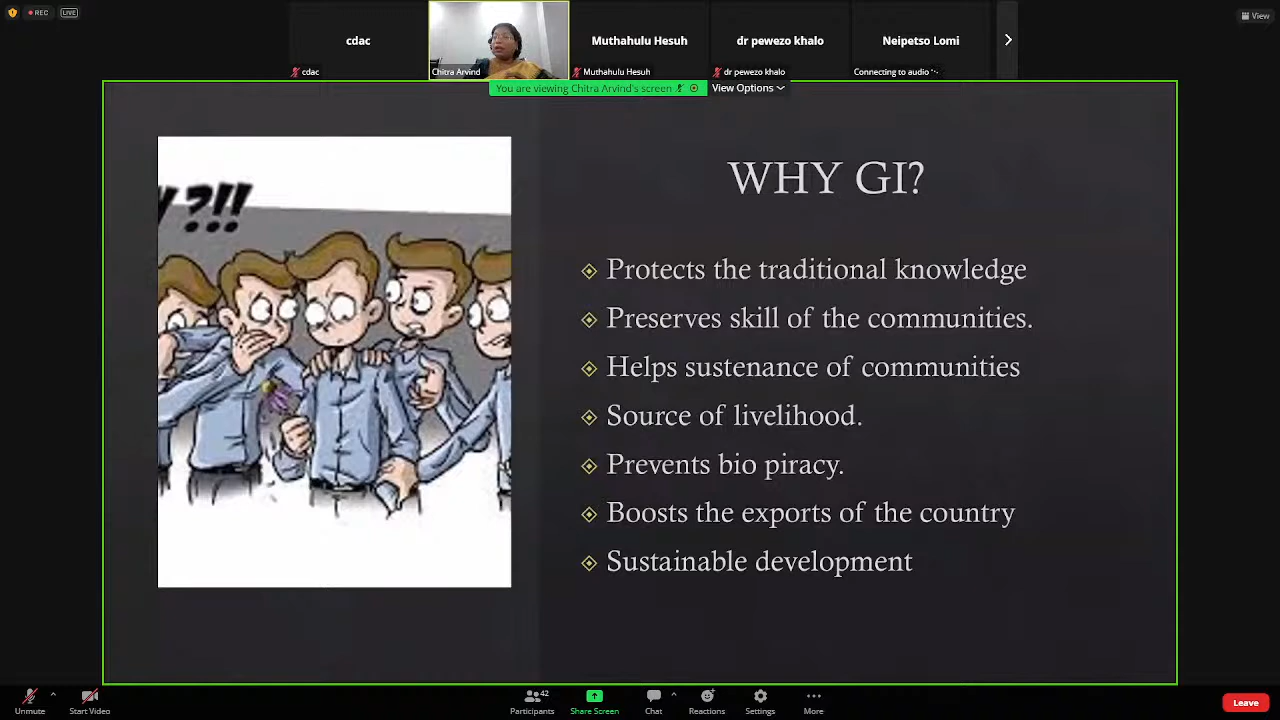 REC
LIVE
View
cdac
cdac
Chitra Arvind
Muthahulu Hesuh
Muthahulu Hesuh
dr pewezo khalo
dr pewezo khalo
Neipetso Lomi
Connecting to audio
You are viewing Chitra Arvind's screen
View Options
?!!
WHY GI?
Protects the traditional knowledge
Preserves skill of the communities.
Helps sustenance of communities
Source of livelihood.
Prevents bio piracy.
Boosts the exports of the country
Sustainable development
Unmute
Start Video
42
Participants
Share Screen
Chat
Reactions
Settings
More
Leave